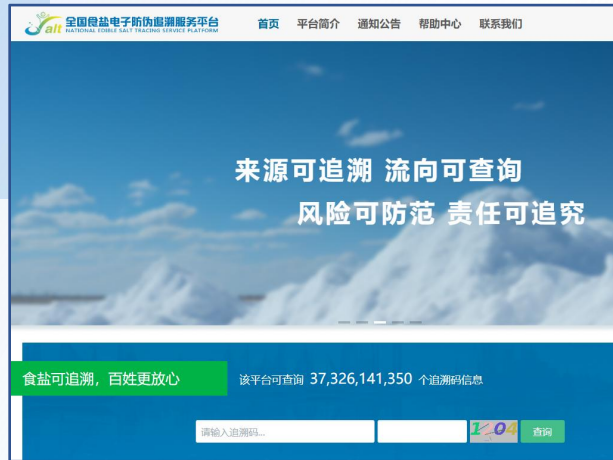 全国食盐电子防伪追溯服务平台
NATIONAL EDIBLE SALT TRACING SERVICE PLATFORM
alt
首页 平台简介 通知公告 帮助中心 联系我们
来源可追溯 流向可查询
风险可防范 责任可追究
食盐可追溯，百姓更放心
该平台可查询 37,326,141,350 个追溯码信息
请输入追溯码... 查询